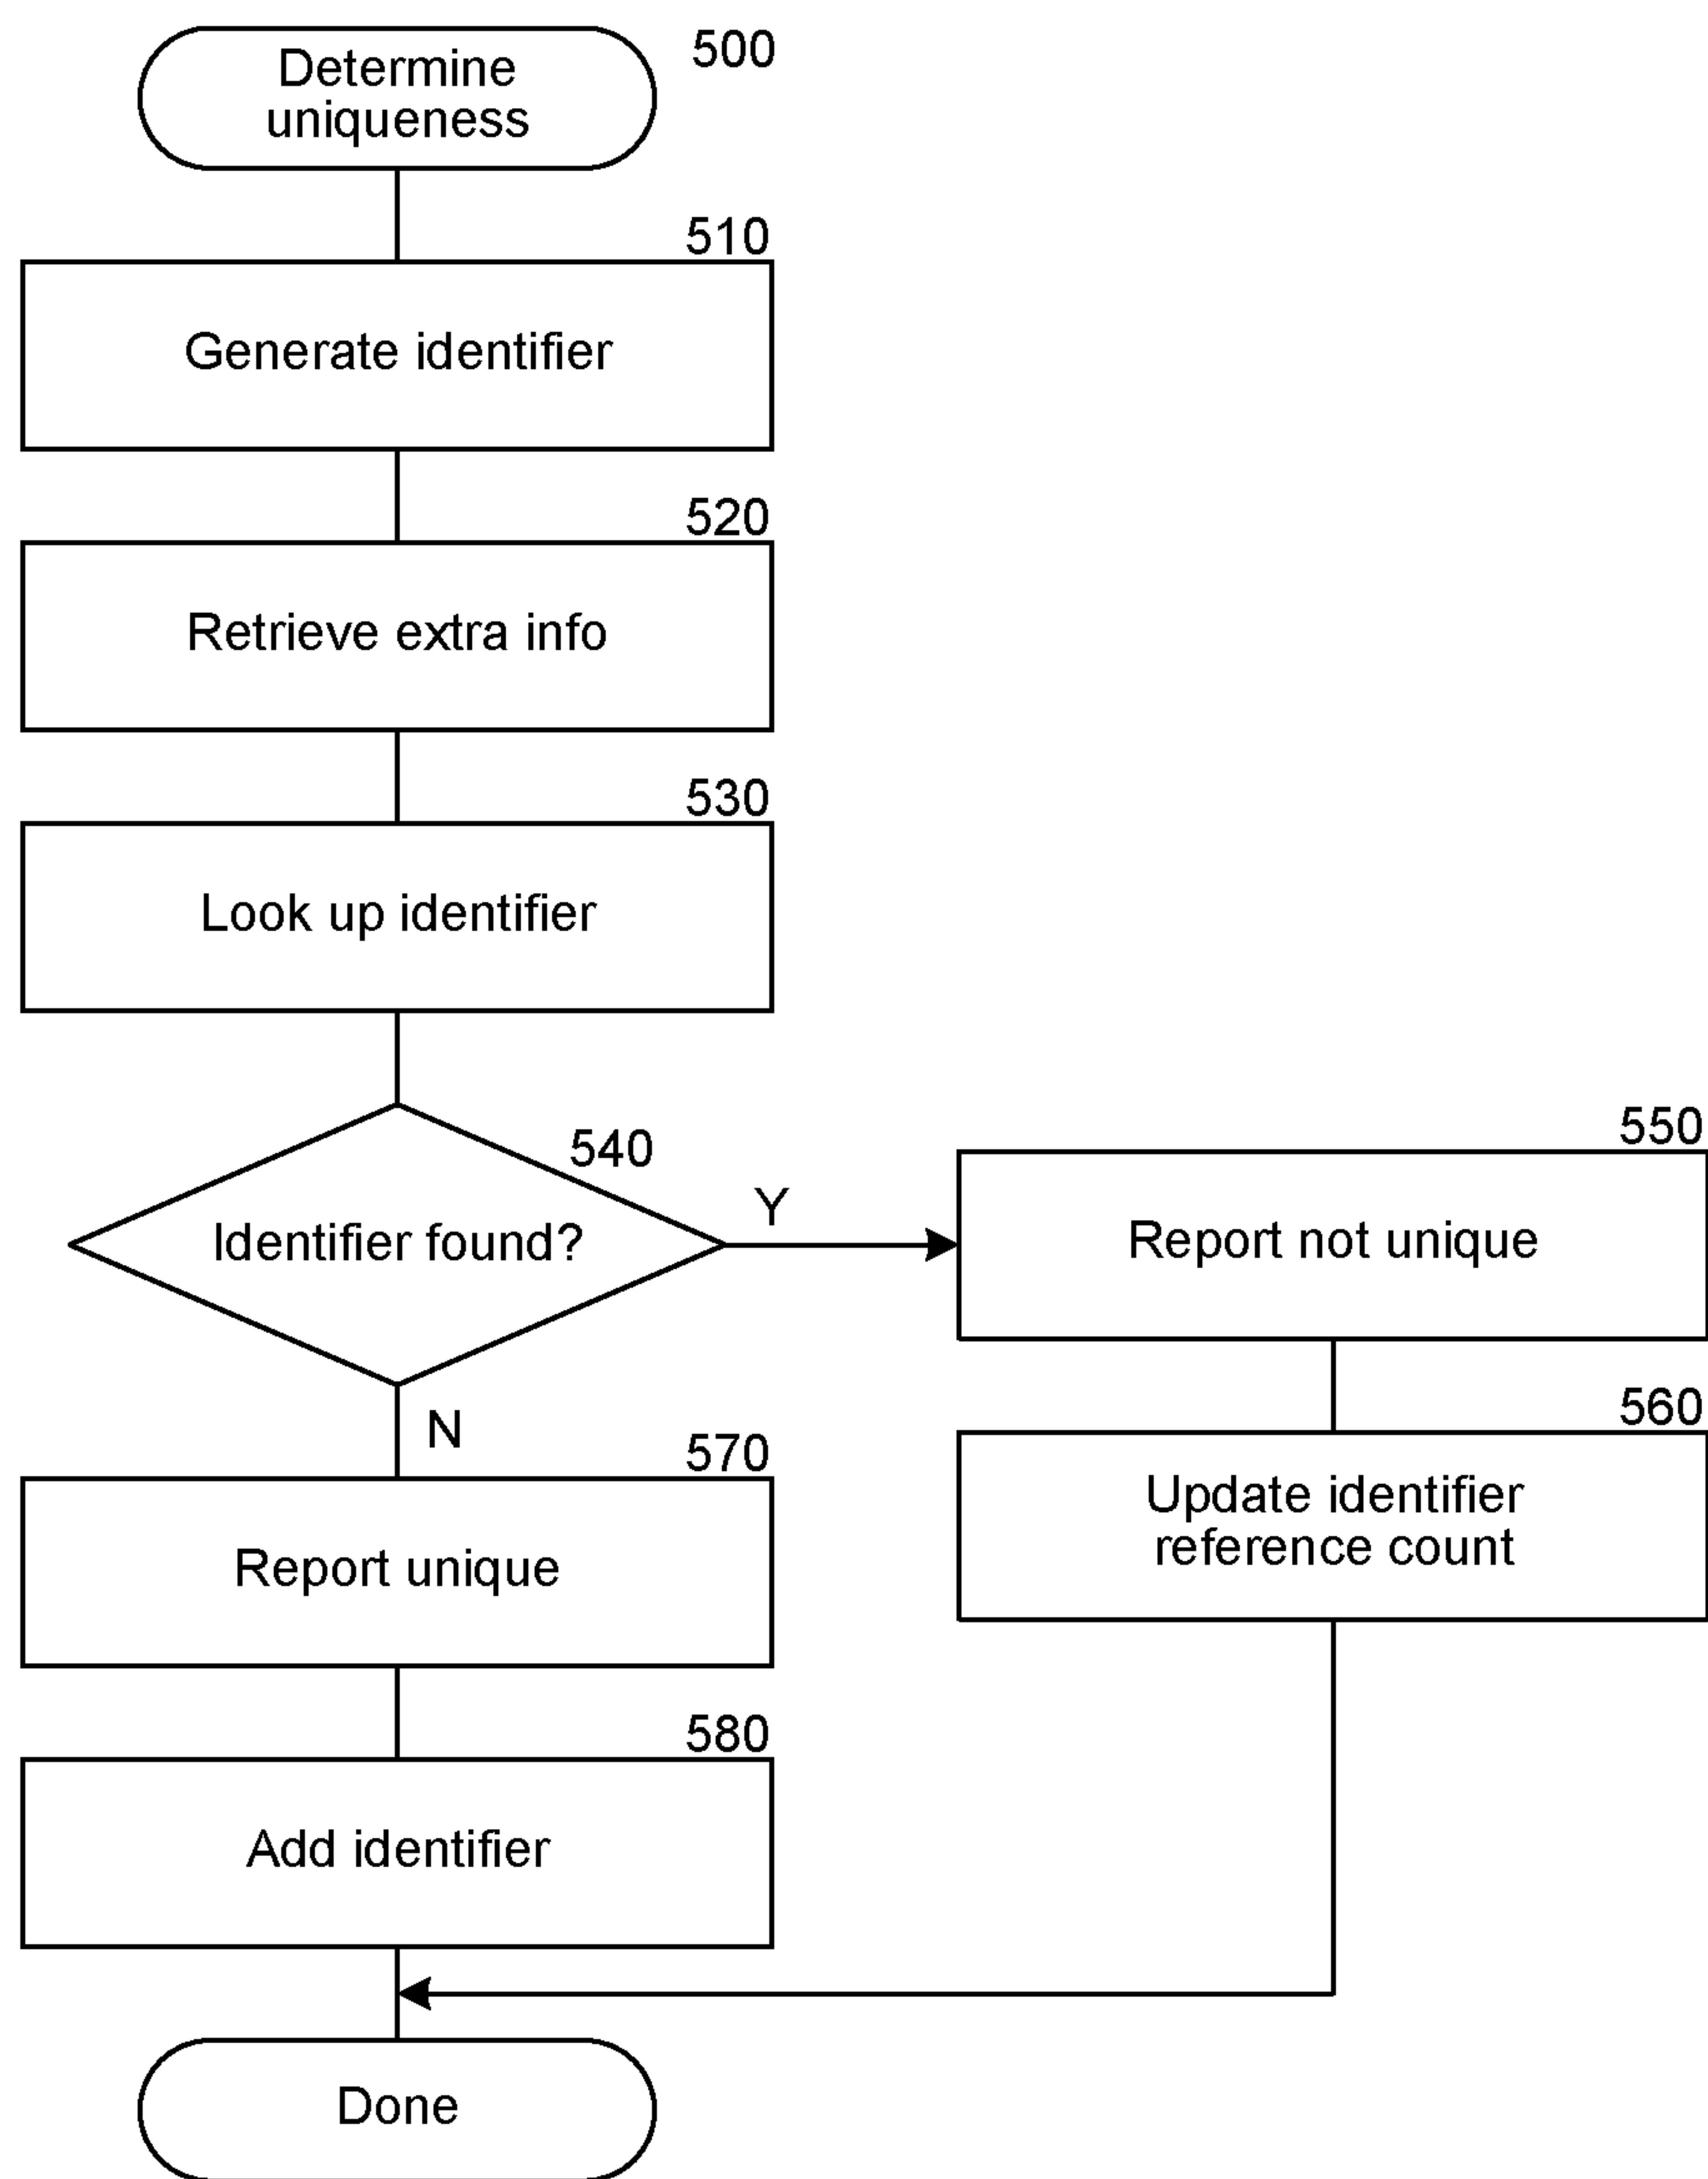 Determine
uniqueness
500
510
Generate identifier
520
Retrieve extra info
530
Look up identifier
540
Identifier found?
Y
550
Report not unique
560
Update identifier
reference count
N
570
Report unique
580
Add identifier
Done